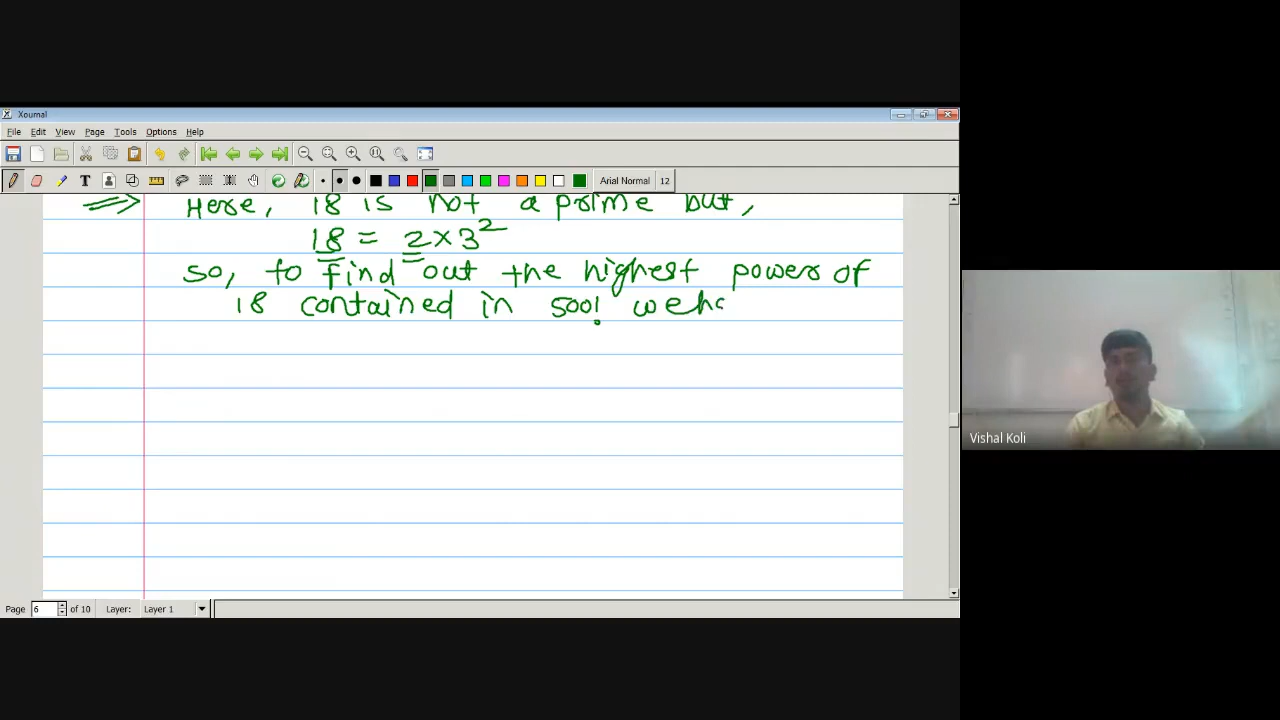 Xournal
File Edit View Page Tools Options Help
T Arial Normal 12
Here, 18 is not a prime but,
18 = 2×3²
so, to find out the highest power of
18 contained in 500! we ha
Vishal Koli
Page 6 of 10 Layer: Layer 1